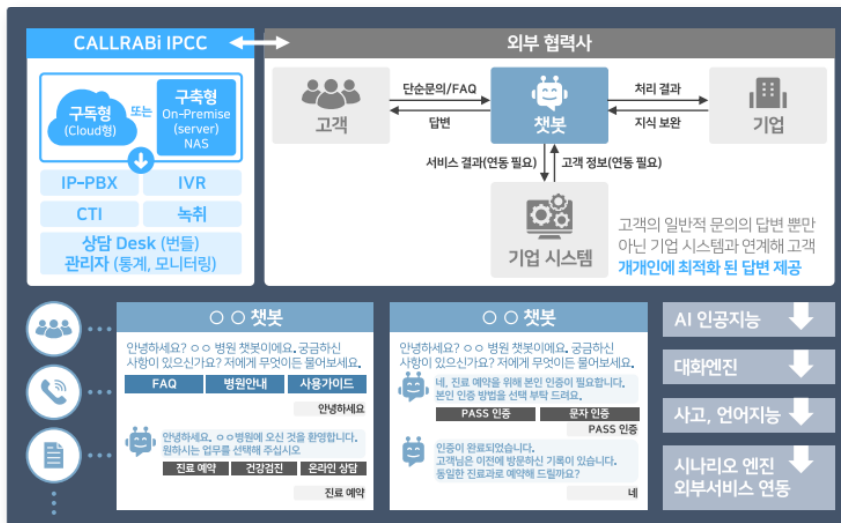 CALLRABi IPCC
구독형
(Cloud형)
또는
구축형
On-Premise
(server)
NAS
IP-PBX
IVR
CTI
녹취
상담 Desk (번들)
관리자 (통계, 모니터링)
외부 협력사
고객
단순문의/FAQ
답변
챗봇
처리 결과
지식 보완
기업
서비스 결과(연동 필요)
고객 정보(연동 필요)
기업 시스템
고객의 일반적 문의의 답변 뿐만
아닌 기업 시스템과 연계해 고객
개개인에 최적화 된 답변 제공
○ ○ 챗봇
안녕하세요? ㅇㅇ 병원 챗봇이에요. 궁금하신
사항이 있으신가요? 저에게 무엇이든 물어보세요.
FAQ
병원안내
사용가이드
안녕하세요
안녕하세요. ㅇㅇ병원에 오신 것을 환영합니다.
원하시는 업무를 선택해 주십시오
진료 예약
건강검진
온라인 상담
진료 예약
○ ○ 챗봇
안녕하세요? ㅇㅇ 병원 챗봇이에요. 궁금하신
사항이 있으신가요? 저에게 무엇이든 물어보세요.
네, 진료 예약을 위해 본인 인증이 필요합니다.
본인 인증 방법을 선택 부탁 드려요.
PASS 인증
문자 인증
PASS 인증
인증이 완료되었습니다.
고객님은 이전에 방문하신 기록이 있습니다.
동일한 진료과로 예약해 드릴까요?
네
AI 인공지능
대화엔진
사고, 언어지능
시나리오 엔진
외부서비스 연동